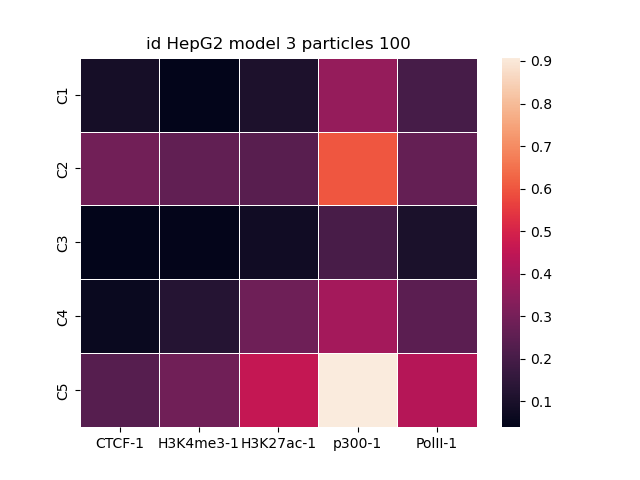 id HepG2 model 3 particles 100
C1
C2
C3
C4
C5
CTCF-1 H3K4me3-1 H3K27ac-1 p300-1 PolII-1
0.9
0.8
0.7
0.6
0.5
0.4
0.3
0.2
0.1